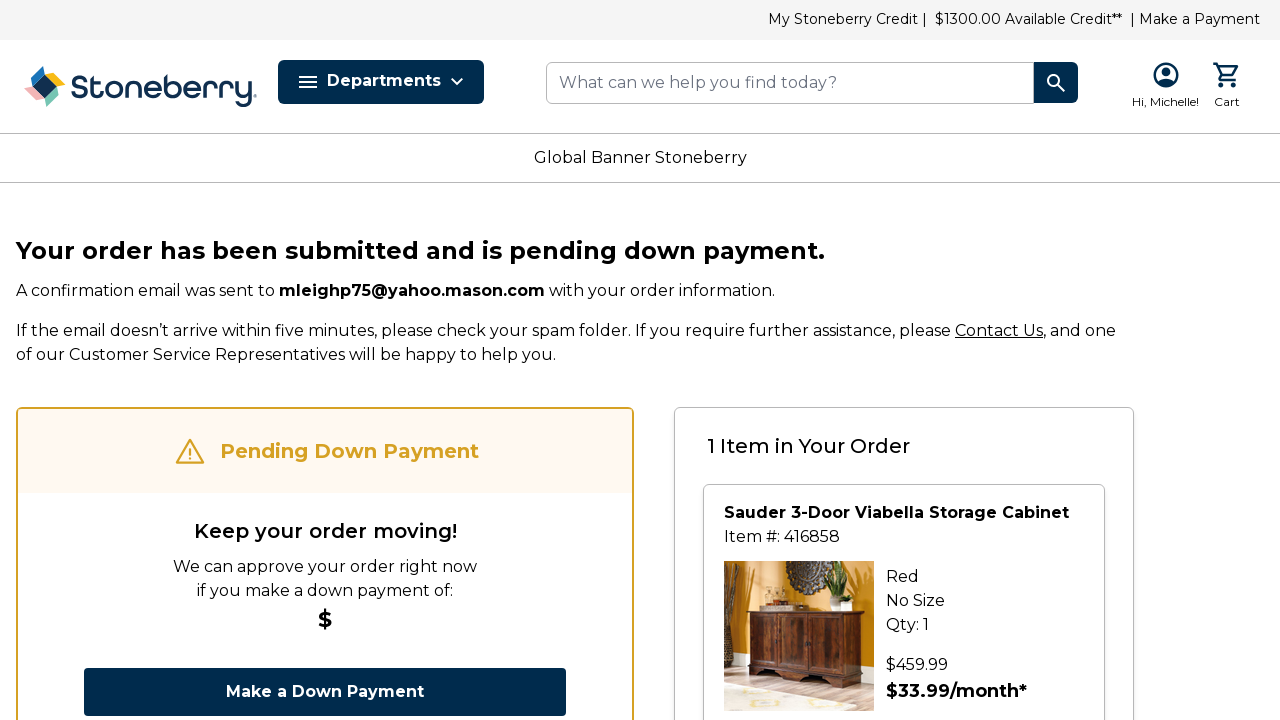 My Stoneberry Credit | $1300.00 Available Credit** | Make a Payment
Stoneberry
Departments
What can we help you find today?
Hi, Michelle!
Cart
Global Banner Stoneberry
Your order has been submitted and is pending down payment.
A confirmation email was sent to mleighp75@yahoo.mason.com with your order information.
If the email doesn’t arrive within five minutes, please check your spam folder. If you require further assistance, please Contact Us, and one
of our Customer Service Representatives will be happy to help you.
Pending Down Payment
Keep your order moving!
We can approve your order right now
if you make a down payment of:
$
Make a Down Payment
1 Item in Your Order
Sauder 3-Door Viabella Storage Cabinet
Item #: 416858
Red
No Size
Qty: 1
$459.99
$33.99/month*